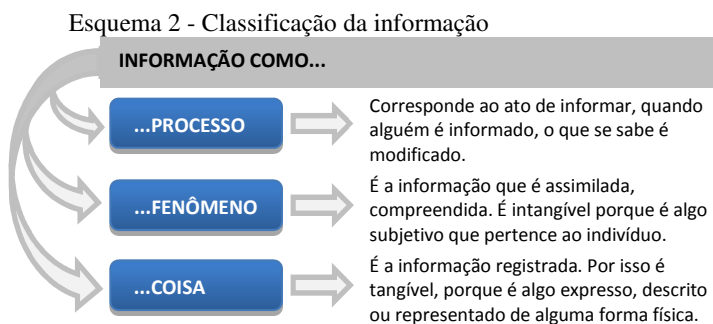 Esquema 2 - Classificação da informação
INFORMAÇÃO COMO...
...PROCESSO
Corresponde ao ato de informar, quando
alguém é informado, o que se sabe é
modificado.
...FENÔMENO
É a informação que é assimilada,
compreendida. É intangível porque é algo
subjetivo que pertence ao indivíduo.
...COISA
É a informação registrada. Por isso é
tangível, porque é algo expresso, descrito
ou representado de alguma forma física.